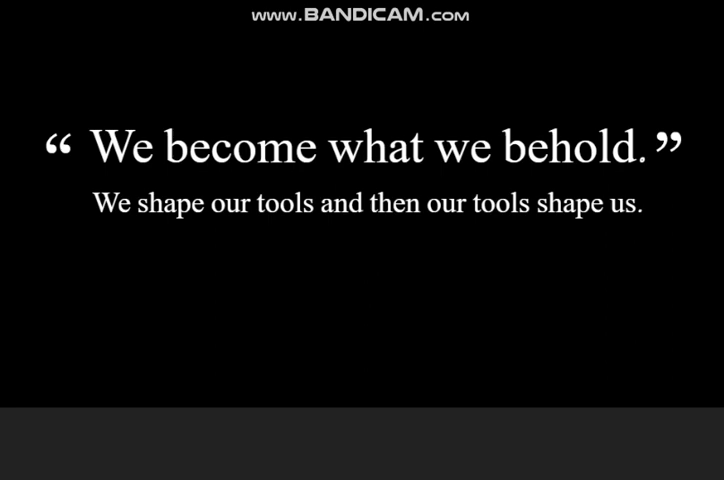 www.BANDICAM.com
“ We become what we behold. ”
We shape our tools and then our tools shape us.